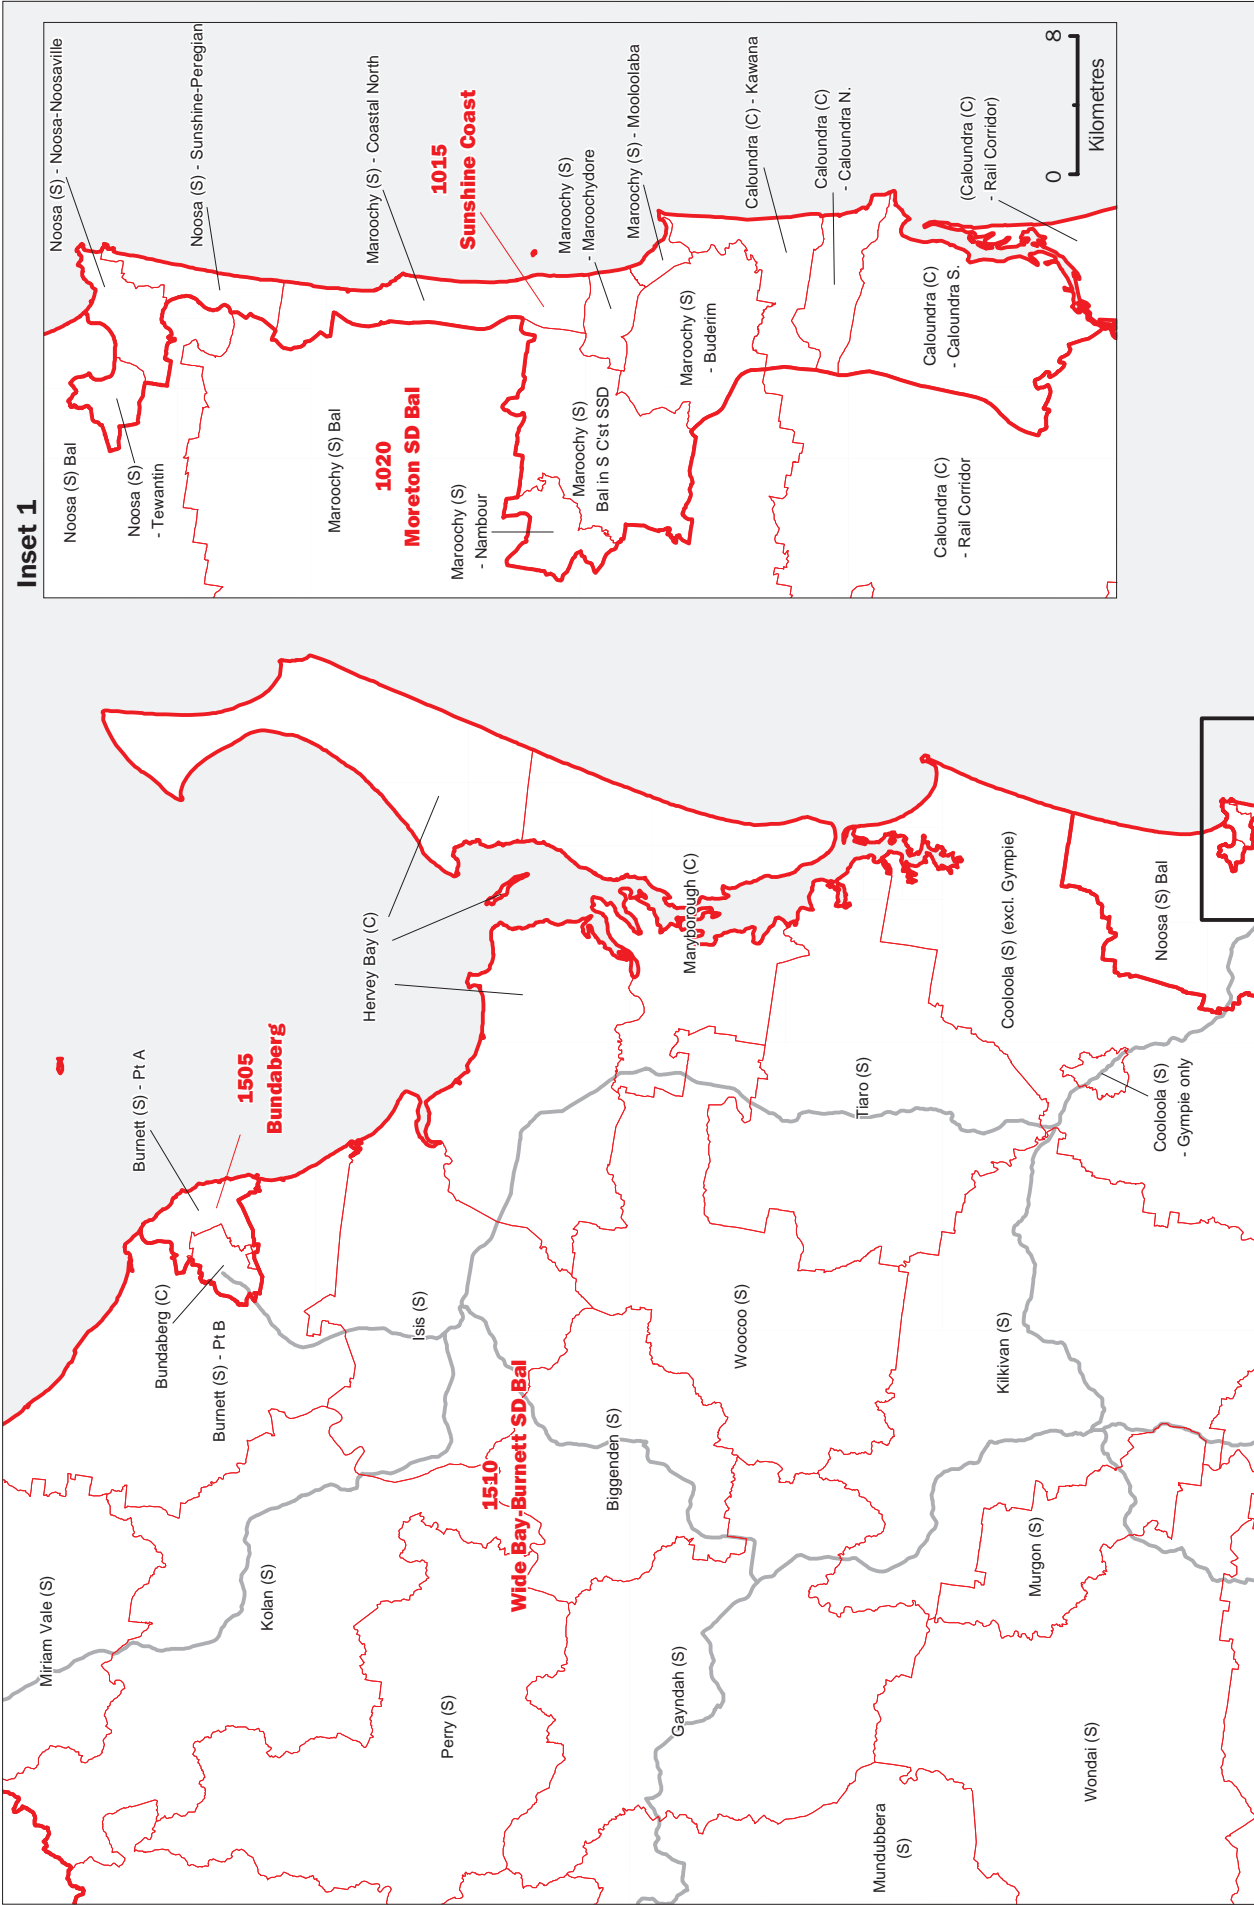 Inset 1
Noosa (S) - Noosa-Noosaville
Noosa (S) - Sunshine-Peregian
Maroochy (S) - Coastal North
1015
Sunshine Coast
Maroochy (S)
- Maroochydore
Maroochy (S) - Mooloolaba
Caloundra (C) - Kawana
Caloundra (C)
- Caloundra N.
(Caloundra (C)
- Rail Corridor)
0
8
Kilometres
Noosa (S) Bal
Noosa (S)
- Tewantin
Maroochy (S) Bal
1020
Moreton SD Bal
Maroochy (S)
- Nambour
Maroochy (S)
Bal in S C'st SSD
Maroochy (S)
- Buderim
Caloundra (C)
- Caloundra S.
Caloundra (C)
- Rail Corridor
Miriam Vale (S)
Burnett (S) - Pt A
1505
Bundaberg
Bundaberg (C)
Burnett (S) - Pt B
Kolan (S)
Hervey Bay (C)
Isis (S)
Perry (S)
1510
Wide Bay-Burnett SD Bal
Biggenden (S)
Gayndah (S)
Maryborough (C)
Woocoo (S)
Tiaro (S)
Mundubbera
(S)
Kilkivan (S)
Cooloola (S) (excl. Gympie)
Murgon (S)
Wondai (S)
Noosa (S) Bal
Cooloola (S)
- Gympie only